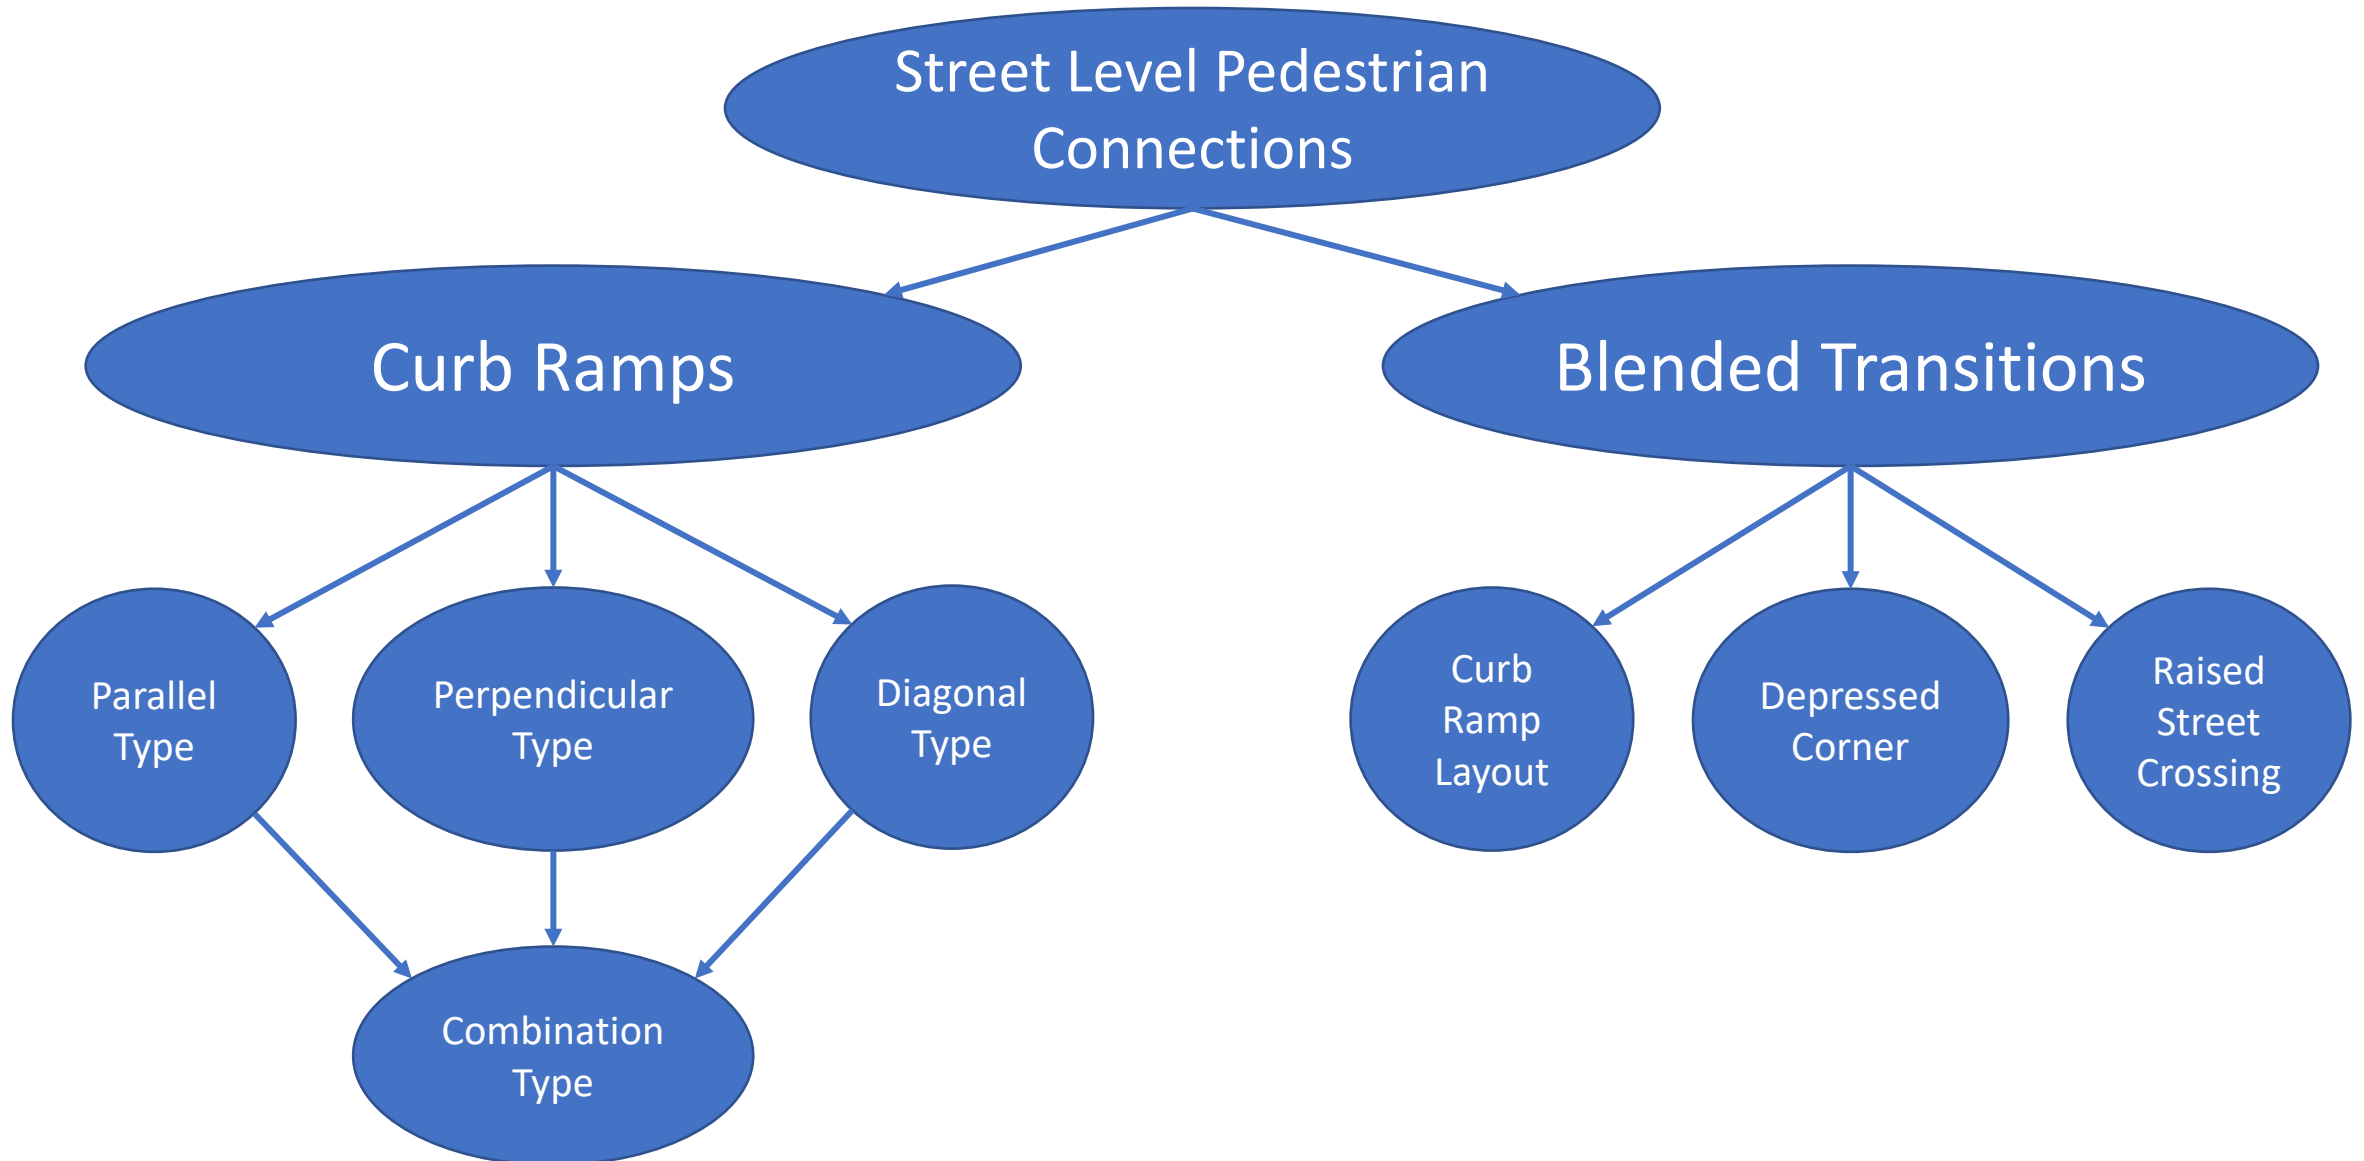 Street Level Pedestrian
Connections
Curb Ramps
Blended Transitions
Parallel
Type
Perpendicular
Type
Diagonal
Type
Curb
Ramp
Layout
Depressed
Corner
Raised
Street
Crossing
Combination
Type